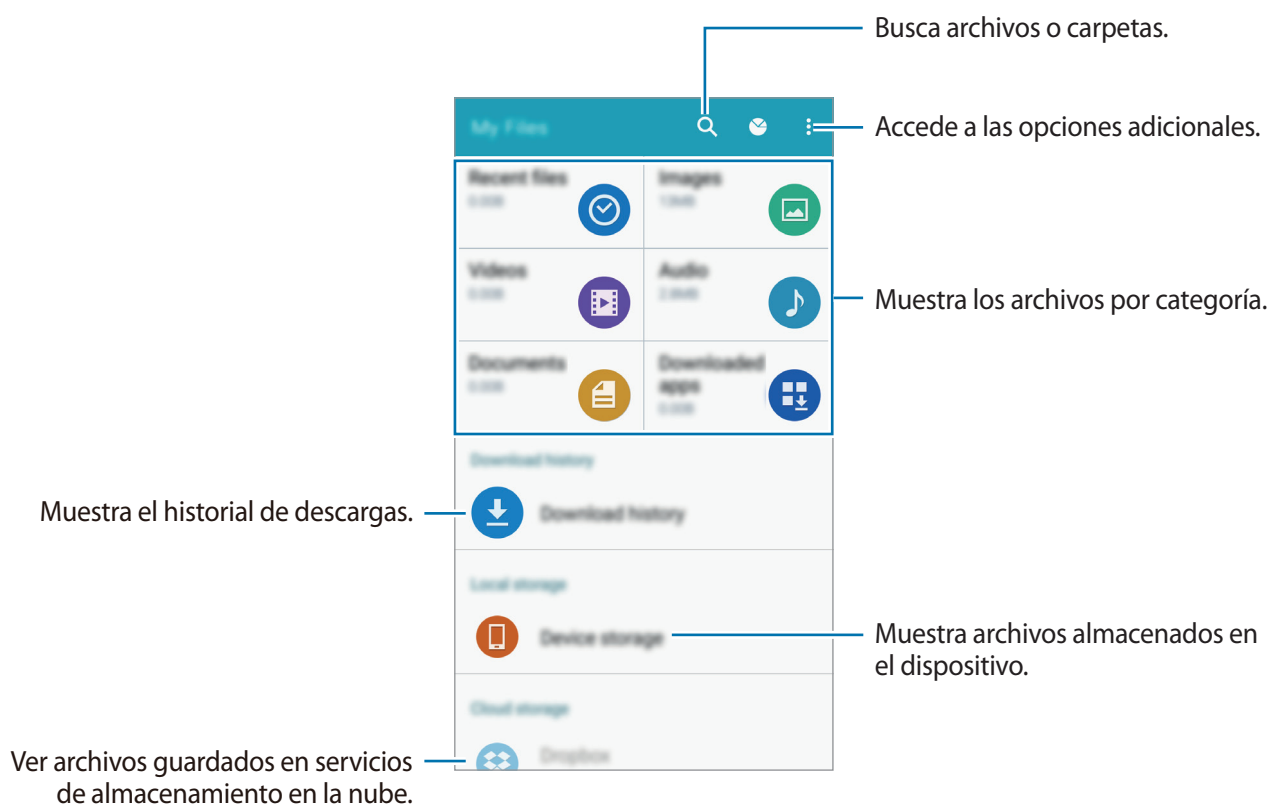 Busca archivos o carpetas.
My Files
Accede a las opciones adicionales.
Recent files
Images
Videos
Audio
Muestra los archivos por categoría.
Documents
Downloaded
apps
Download history
Muestra el historial de descargas.
Download history
Local storage
Device storage
Muestra archivos almacenados en
el dispositivo.
Cloud storage
Dropbox
Ver archivos guardados en servicios
de almacenamiento en la nube.